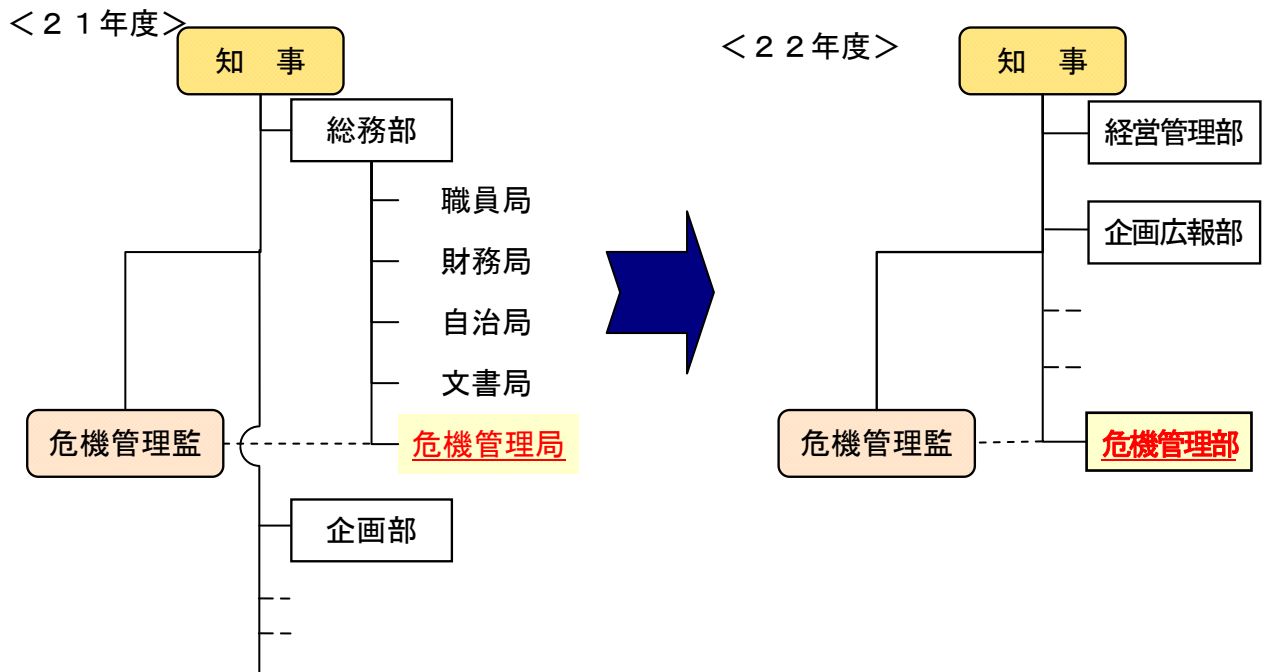 <２１年度>
知　事
総務部
職員局
財務局
自治局
文書局
危機管理監
危機管理局
企画部
<２２年度>
知　事
経営管理部
企画広報部
危機管理監
危機管理部